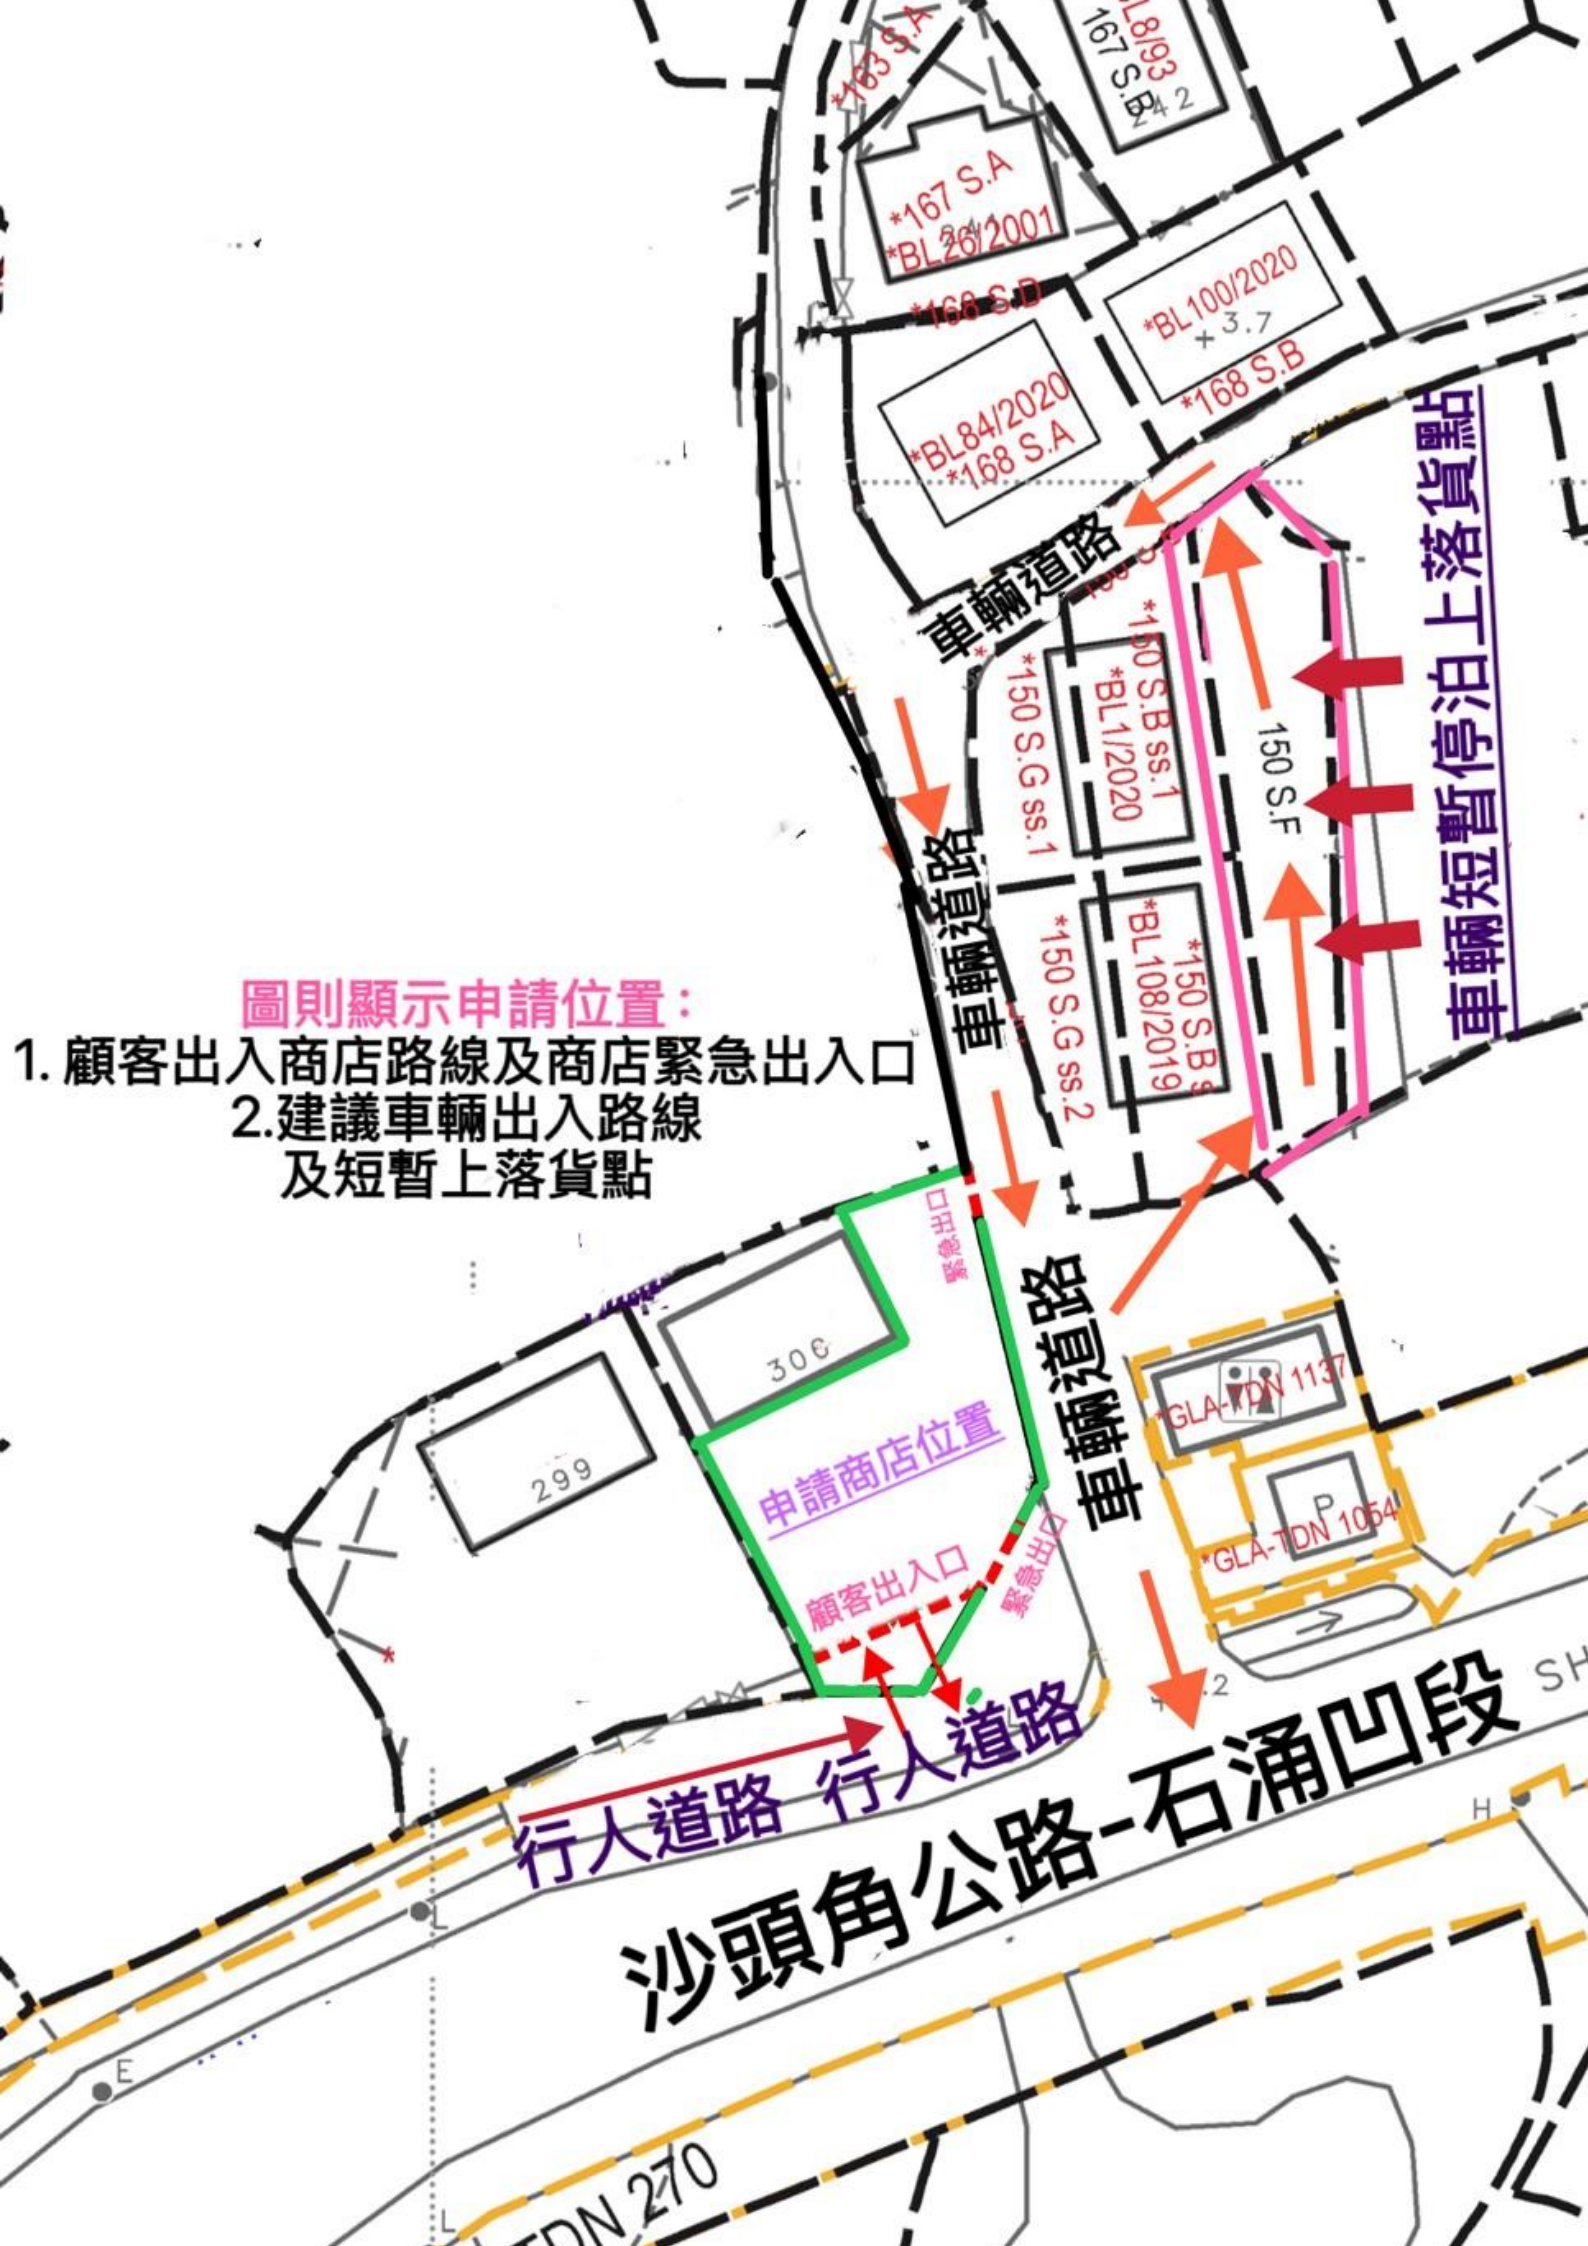 *163 S.A
BL8/93
167 S.B
242
*167 S.A
*BL26/2001
*168 S.D
*BL100/2020
+3.7
*168 S.B
*BL84/2020
*168 S.A
車輛道路
車輛短暫停泊上落貨點
*150 S.B ss.1
*BL1/2020
*150 S.G ss.1
150 S.F
車輛道路
*BL108/2019
*150 S.B s
*150 S.G ss.2
圖則顯示申請位置：
1. 顧客出入商店路線及商店緊急出入口
2.建議車輛出入路線
及短暫上落貨點
緊急出口
306
299
車輛道路
*GLA-TDN 1137
申請商店位置
P
*GLA-TDN 1054
顧客出入口
緊急出口
行人道路
行人道路
沙頭角公路-石涌凹段
SH
H
L
E
L
TDN 270